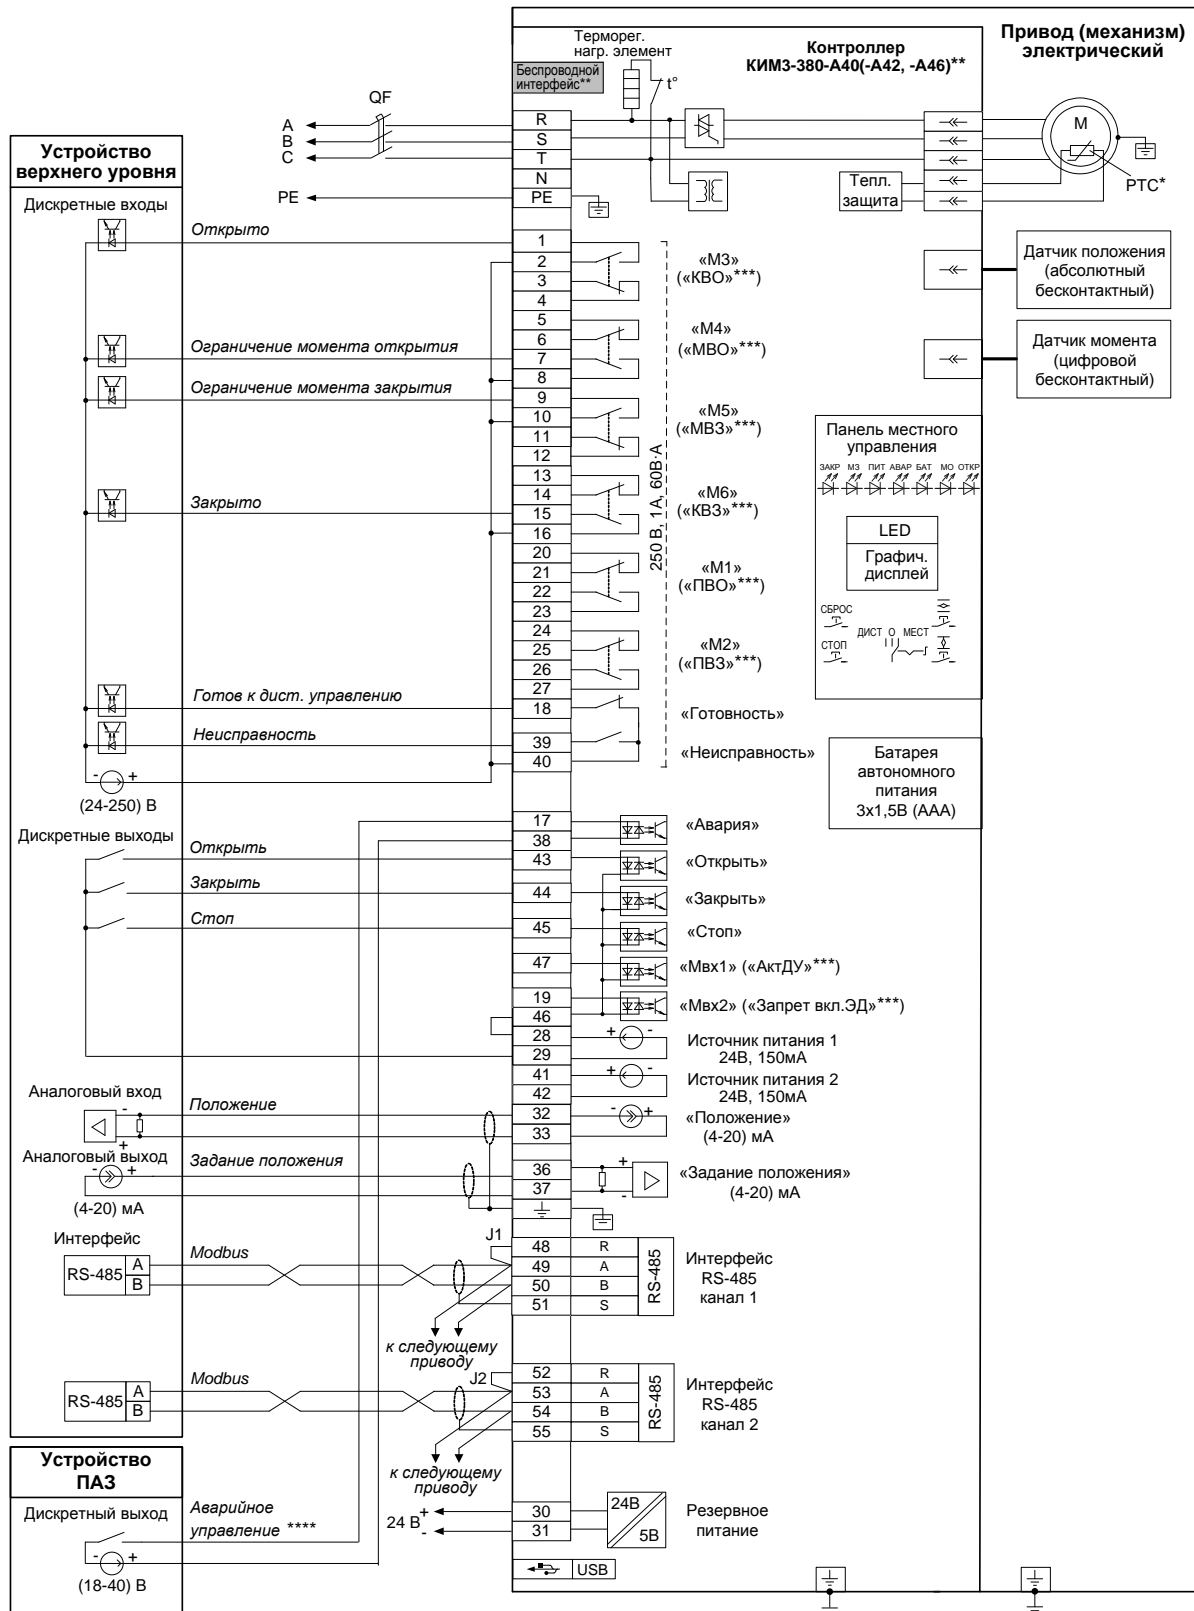 Привод (механизм)
электрический
Контроллер
КИМ3-380-А40(-А42, -А46)**
Терморег.
нагр. элемент
t°
Беспроводной
интерфейс**
QF
A
B
C
PE
R
S
T
N
PE
M
PTC*
Тепл.
защита
Устройство
верхнего уровня
Дискретные входы
Открыто
Ограничение момента открытия
Ограничение момента закрытия
Закрыто
Готов к дист. управлению
Неисправность
- +
(24-250) В
1
2
3
4
5
6
7
8
9
10
11
12
13
14
15
16
20
21
22
23
24
25
26
27
18
39
40
«М3»
(«КВО»***)
«М4»
(«МВО»***)
«М5»
(«МВЗ»***)
«М6»
(«КВЗ»***)
«М1»
(«ПВО»***)
«М2»
(«ПВЗ»***)
«Готовность»
«Неисправность»
250 В, 1А, 60В·А
Датчик положения
(абсолютный
бесконтактный)
Датчик момента
(цифровой
бесконтактный)
Панель местного
управления
ЗАКР МЗ ПИТ АВАР БАТ МО ОТКР
LED
Графич.
дисплей
СБРОС
СТОП
ДИСТ О МЕСТ
Батарея
автономного
питания
3х1,5В (ААА)
Дискретные выходы
Открыть
Закрыть
Стоп
17
38
43
44
45
47
19
46
28
29
41
42
32
33
36
37
«Авария»
«Открыть»
«Закрыть»
«Стоп»
«Мвх1» («АктДУ»***)
«Мвх2» («Запрет вкл.ЭД»***)
+ -
Источник питания 1
24В, 150мА
+ -
Источник питания 2
24В, 150мА
- +
«Положение»
(4-20) мА
+
-
«Задание положения»
(4-20) мА
Аналоговый вход
-
+
Положение
Аналоговый выход
- +
Задание положения
(4-20) мА
Интерфейс
RS-485
A
B
Modbus
J1
48 R
49 A
50 B
51 S
RS-485
Интерфейс
RS-485
канал 1
к следующему
приводу
RS-485
A
B
Modbus
J2
52 R
53 A
54 B
55 S
RS-485
Интерфейс
RS-485
канал 2
к следующему
приводу
Устройство
ПАЗ
Дискретный выход
Аварийное
управление ****
- +
(18-40) В
24 В
+
-
30
31
24В
5В
Резервное
питание
USB